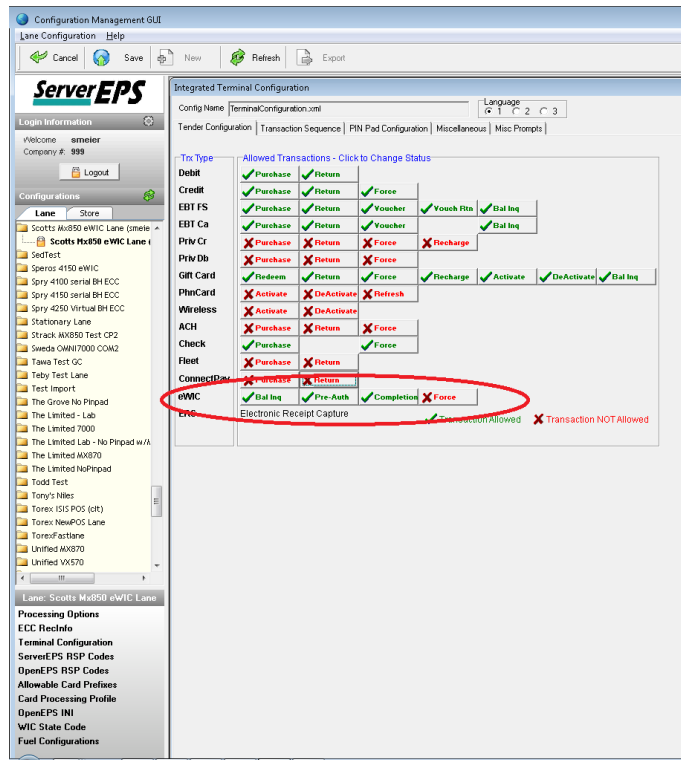 Configuration Management GUI
Lane Configuration Help
Cancel Save New Refresh Export
ServerEPS
Login Information
Welcome smeier
Company #: 999
Logout
Configurations
Lane Store
Scotts Mx850 eWIC Lane (smeie
Scotts Mx850 eWIC Lane (
SedTest
Speros 4150 eWIC
Spry 4100 serial BH ECC
Spry 4150 serial BH ECC
Spry 4250 Virtual BH ECC
Stationary Lane
Strack MX850 Test CP2
Sweda OMNI7000 COM2
Tawa Test GC
Teby Test Lane
Test Import
The Grove No Pinpad
The Limited - Lab
The Limited 7000
The Limited Lab - No Pinpad w/
The Limited MX870
The Limited NoPinpad
Todd Test
Tony's Niles
Torex ISIS POS (clt)
Torex NewPOS Lane
TorexFastlane
Unified MX870
Unified VX570
Lane: Scotts Mx850 eWIC Lane
Processing Options
ECC RecInfo
Terminal Configuration
ServerEPS RSP Codes
OpenEPS RSP Codes
Allowable Card Prefixes
Card Processing Profile
OpenEPS INI
WIC State Code
Fuel Configurations
Integrated Terminal Configuration
Config Name TerminalConfiguration.xml
Language
1 2 3
Tender Configuration Transaction Sequence PIN Pad Configuration Miscellaneous Misc Prompts
Trx Type Allowed Transactions - Click to Change Status
Debit Purchase Return
Credit Purchase Return Force
EBT FS Purchase Return Voucher Vouch Rtn Bal Inq
EBT Ca Purchase Return Voucher Bal Inq
Priv Cr Purchase Return Force Recharge
Priv Db Purchase Return Force
Gift Card Redeem Return Force Recharge Activate DeActivate Bal Inq
PhnCard Activate DeActivate Refresh
Wireless Activate DeActivate
ACH Purchase Return Force
Check Purchase Force
Fleet Purchase Return
ConnectPay Purchase Return
eWIC Bal Inq Pre-Auth Completion Force
ERC Electronic Receipt Capture
Transaction Allowed Transaction NOT Allowed